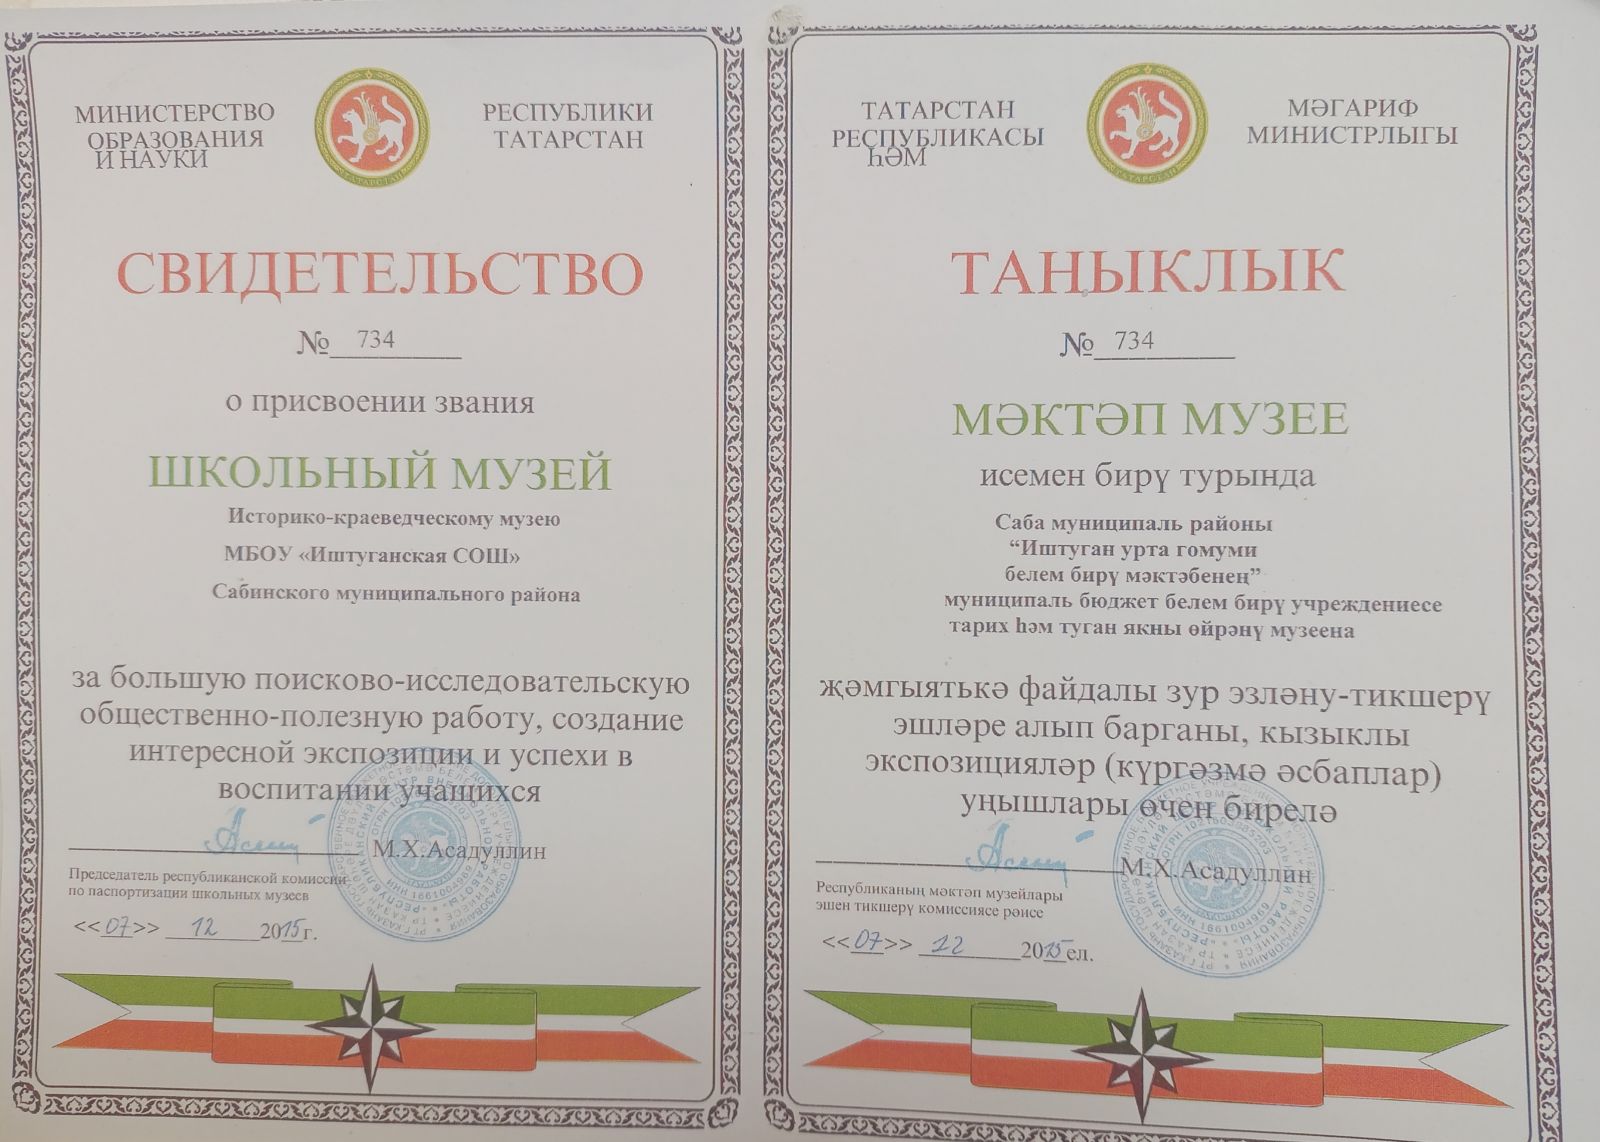 МИНИСТЕРСТВО
ОБРАЗОВАНИЯ
И НАУКИ
РЕСПУБЛИКИ
ТАТАРСТАН
ТАТАРСТАН
СВИДЕТЕЛЬСТВО
№ 734
о присвоении звания
ШКОЛЬНЫЙ МУЗЕЙ
Историко-краеведческому музею
МБОУ «Иштуганская СОШ»
Сабинского муниципального района
за большую поисково-исследовательскую
общественно-полезную работу, создание
интересной экспозиции и успехи в
воспитании учащихся
М.Х.Асадуллин
Председатель республиканской комиссии
по паспортизации школьных музеев
<<07>> 12 2015г.
ТАТАРСТАН
РЕСПУБЛИКАСЫ
ҺӘМ
МӘГАРИФ
МИНИСТРЛЫГЫ
ТАТАРСТАН
ТАНЫКЛЫК
№ 734
МӘКТӘП МУЗЕЕ
исемен бирү турында
Саба муниципаль районы
“Иштуган урта гомуми
белем бирү мәктәбенең”
муниципаль бюджет белем бирү учреждениесе
тарих һәм туган якны өйрәнү музеена
җәмгыятькә файдалы зур эзләну-тикшерү
эшләре алып барганы, кызыклы
экспозицияләр (күргәзмә әсбаплар)
уңышлары өчен бирелә
М.Х.Асадуллин
Республиканың мәктәп музейлары
эшен тикшерү комиссиясе рәисе
<<07>> 12 2015ел.